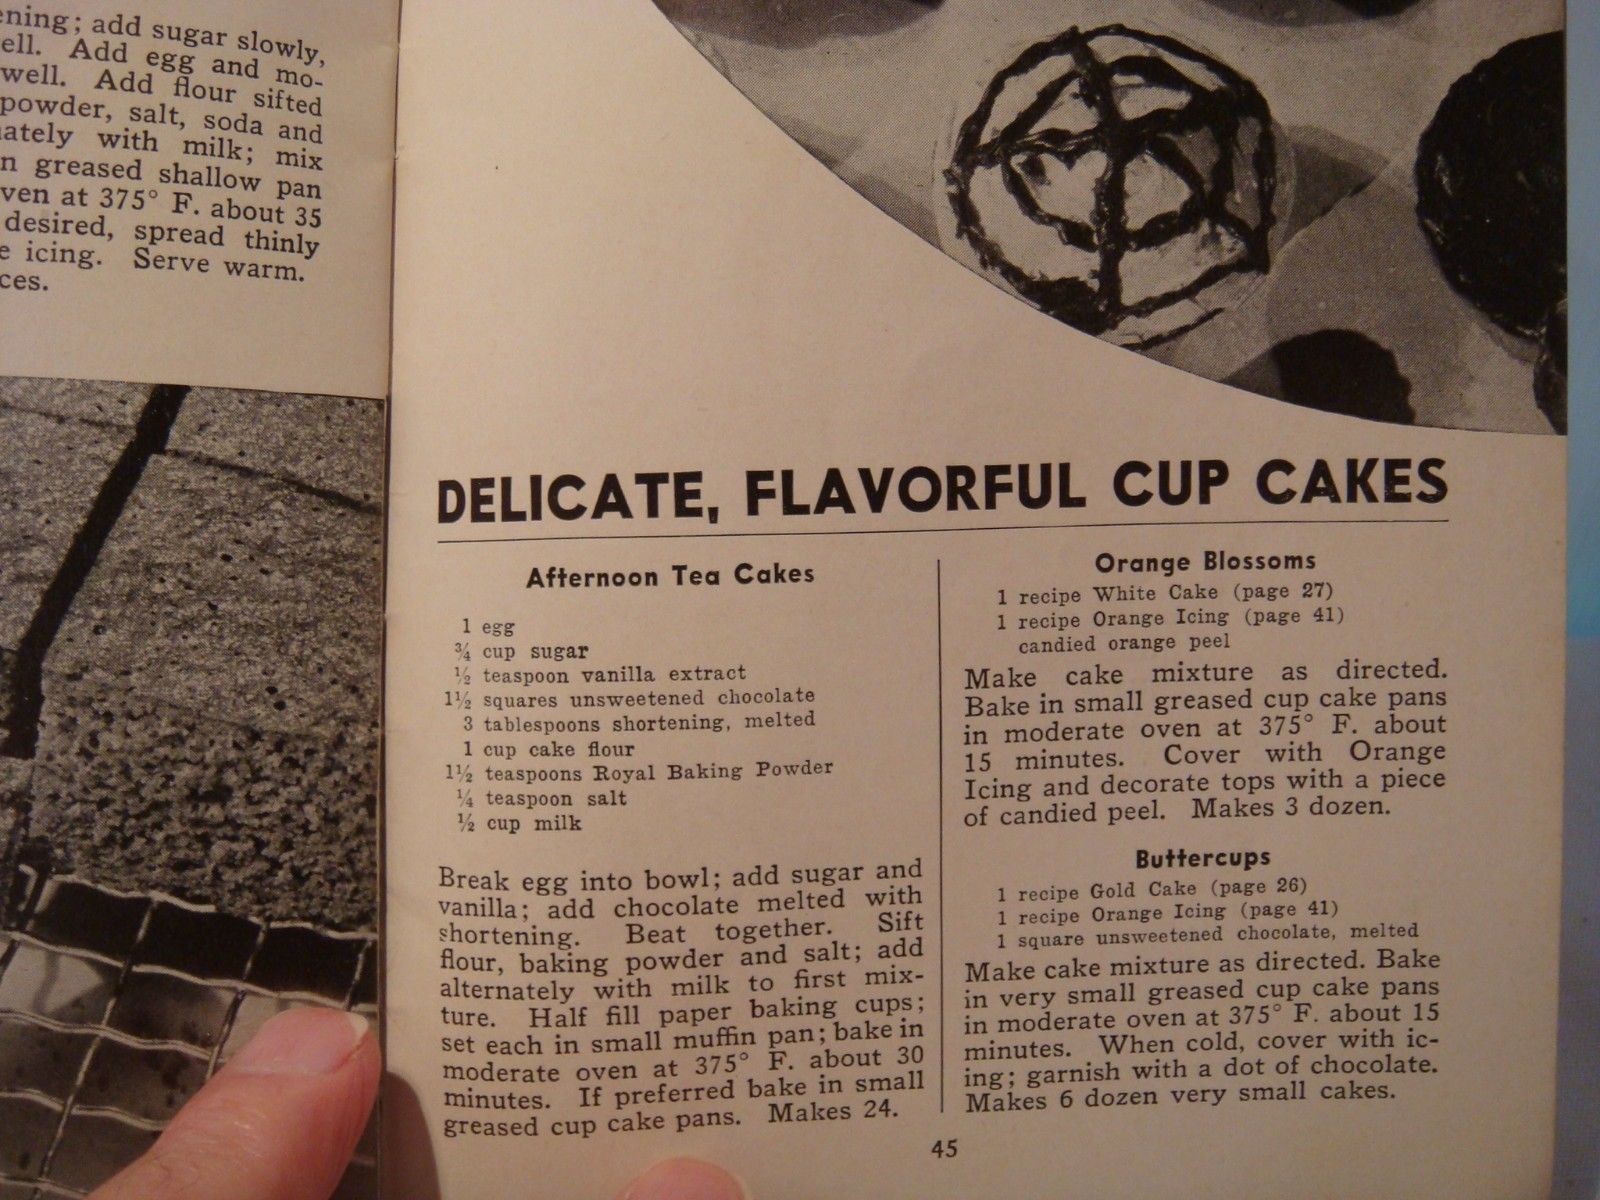 ening; add sugar slowly,
ell. Add egg and mo-
well. Add flour sifted
powder, salt, soda and
nately with milk; mix
n greased shallow pan
ven at 375° F. about 35
desired, spread thinly
e icing. Serve warm.
ces.
DELICATE, FLAVORFUL CUP CAKES
Afternoon Tea Cakes
1 egg
¾ cup sugar
½ teaspoon vanilla extract
1½ squares unsweetened chocolate
3 tablespoons shortening, melted
1 cup cake flour
1½ teaspoons Royal Baking Powder
¼ teaspoon salt
½ cup milk
Break egg into bowl; add sugar and
vanilla; add chocolate melted with
shortening. Beat together. Sift
flour, baking powder and salt; add
alternately with milk to first mix-
ture. Half fill paper baking cups;
set each in small muffin pan; bake in
moderate oven at 375° F. about 30
minutes. If preferred bake in small
greased cup cake pans. Makes 24.
Orange Blossoms
1 recipe White Cake (page 27)
1 recipe Orange Icing (page 41)
candied orange peel
Make cake mixture as directed.
Bake in small greased cup cake pans
in moderate oven at 375° F. about
15 minutes. Cover with Orange
Icing and decorate tops with a piece
of candied peel. Makes 3 dozen.
Buttercups
1 recipe Gold Cake (page 26)
1 recipe Orange Icing (page 41)
1 square unsweetened chocolate, melted
Make cake mixture as directed. Bake
in very small greased cup cake pans
in moderate oven at 375° F. about 15
minutes. When cold, cover with ic-
ing; garnish with a dot of chocolate.
Makes 6 dozen very small cakes.
45